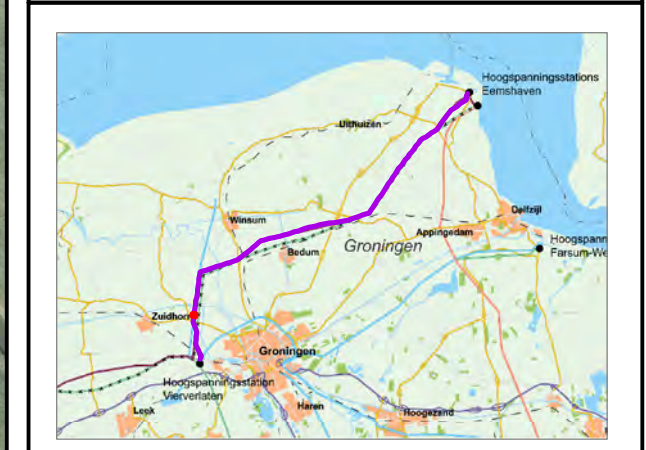 Hoogspanningsstations
Eemshaven
Uithuizen
Delfzijl
Winsum
Appingedam
Groningen
Hoogspann
Farsum-We
Bedum
Zuidhorn
Groningen
Hoogspanningsstation
Vierverlaten
Leek
Haren
Hoogezand